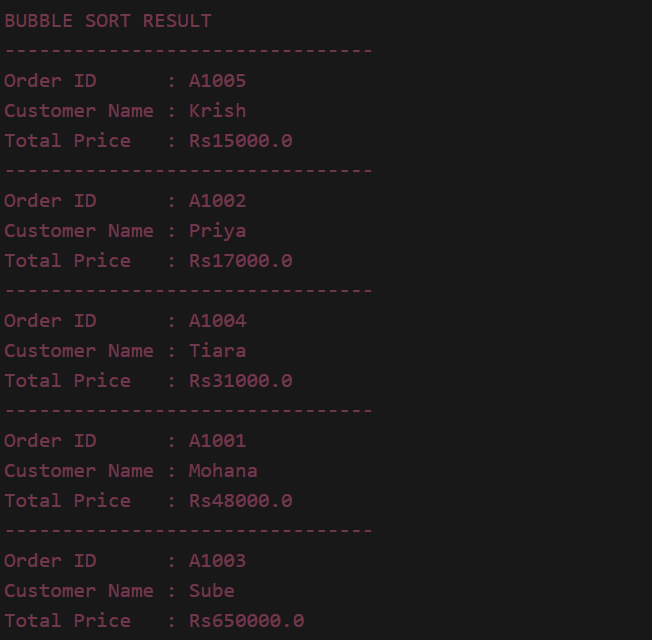 BUBBLE SORT RESULT
--------------------------------
Order ID      : A1005
Customer Name : Krish
Total Price   : Rs15000.0
--------------------------------
Order ID      : A1002
Customer Name : Priya
Total Price   : Rs17000.0
--------------------------------
Order ID      : A1004
Customer Name : Tiara
Total Price   : Rs31000.0
--------------------------------
Order ID      : A1001
Customer Name : Mohana
Total Price   : Rs48000.0
--------------------------------
Order ID      : A1003
Customer Name : Sube
Total Price   : Rs650000.0